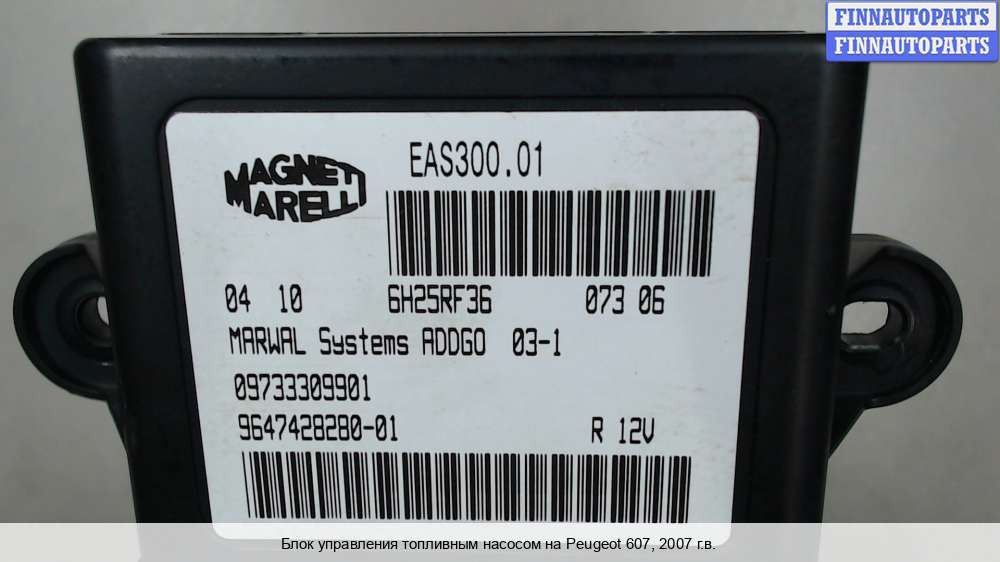 FINNAUTOPARTS
FINNAUTOPARTS
MAGNETI MARELLI
EAS300.01
04 10 6H25RF36 073 06
MARWAL Systems ADDGO 03-1
09733309901
9647428280-01 R 12V
Блок управления топливным насосом на Peugeot 607, 2007 г.в.